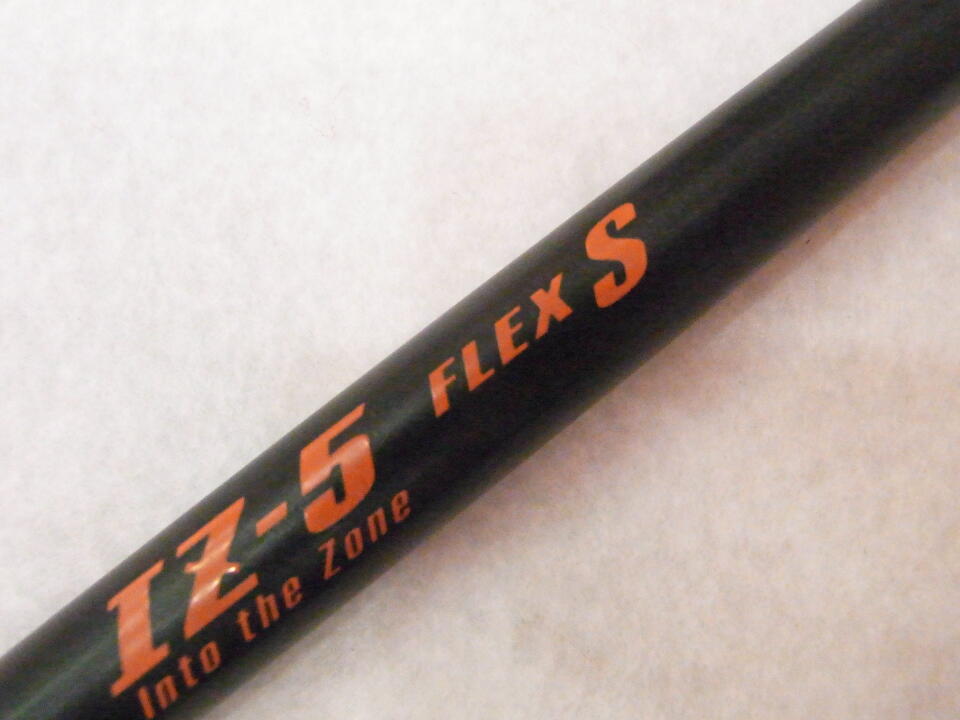 IZ-5 FLEX S
Into the Zone